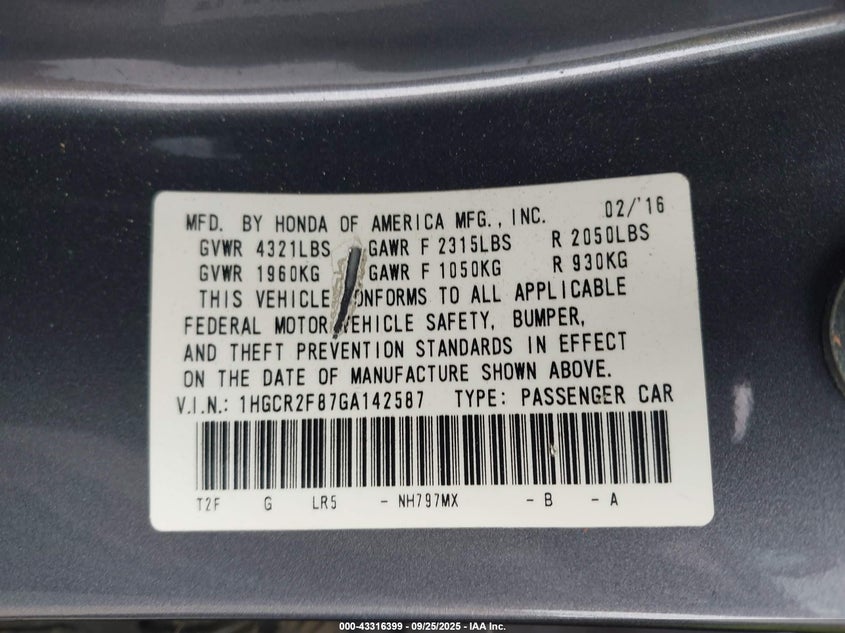 MFD. BY HONDA OF AMERICA MFG., INC. 02/'16
GVWR 4321LBS GAWR F 2315LBS R 2050LBS
GVWR 1960KG GAWR F 1050KG R 930KG
THIS VEHICLE ONFORMS TO ALL APPLICABLE
FEDERAL MOTOR VEHICLE SAFETY, BUMPER,
AND THEFT PREVENTION STANDARDS IN EFFECT
ON THE DATE OF MANUFACTURE SHOWN ABOVE.
V.I.N.: 1HGCR2F87GA142587 TYPE: PASSENGER CAR
T2F G LR5 - NH797MX - B - A
000-43316399 - 09/25/2025 - IAA Inc.